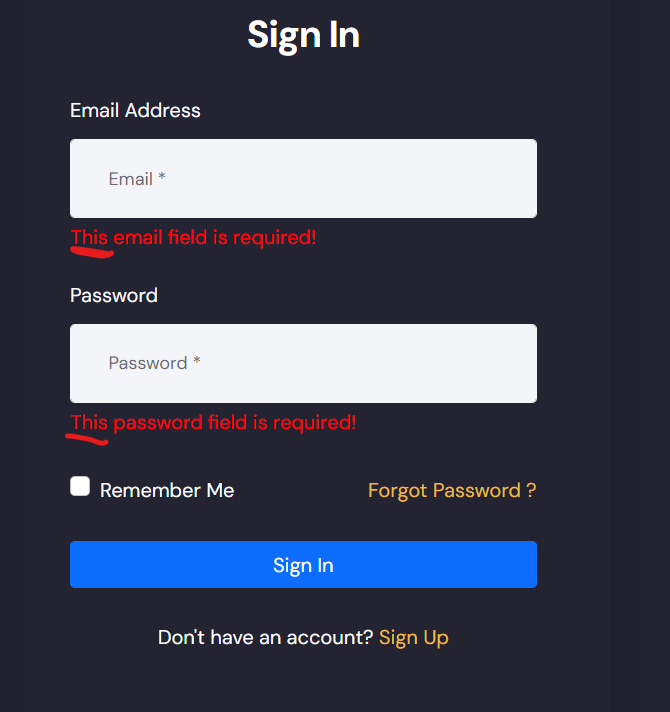 Sign In
Email Address
Email *
This email field is required!
Password
Password *
This password field is required!
Remember Me Forgot Password ?
Sign In
Don't have an account? Sign Up